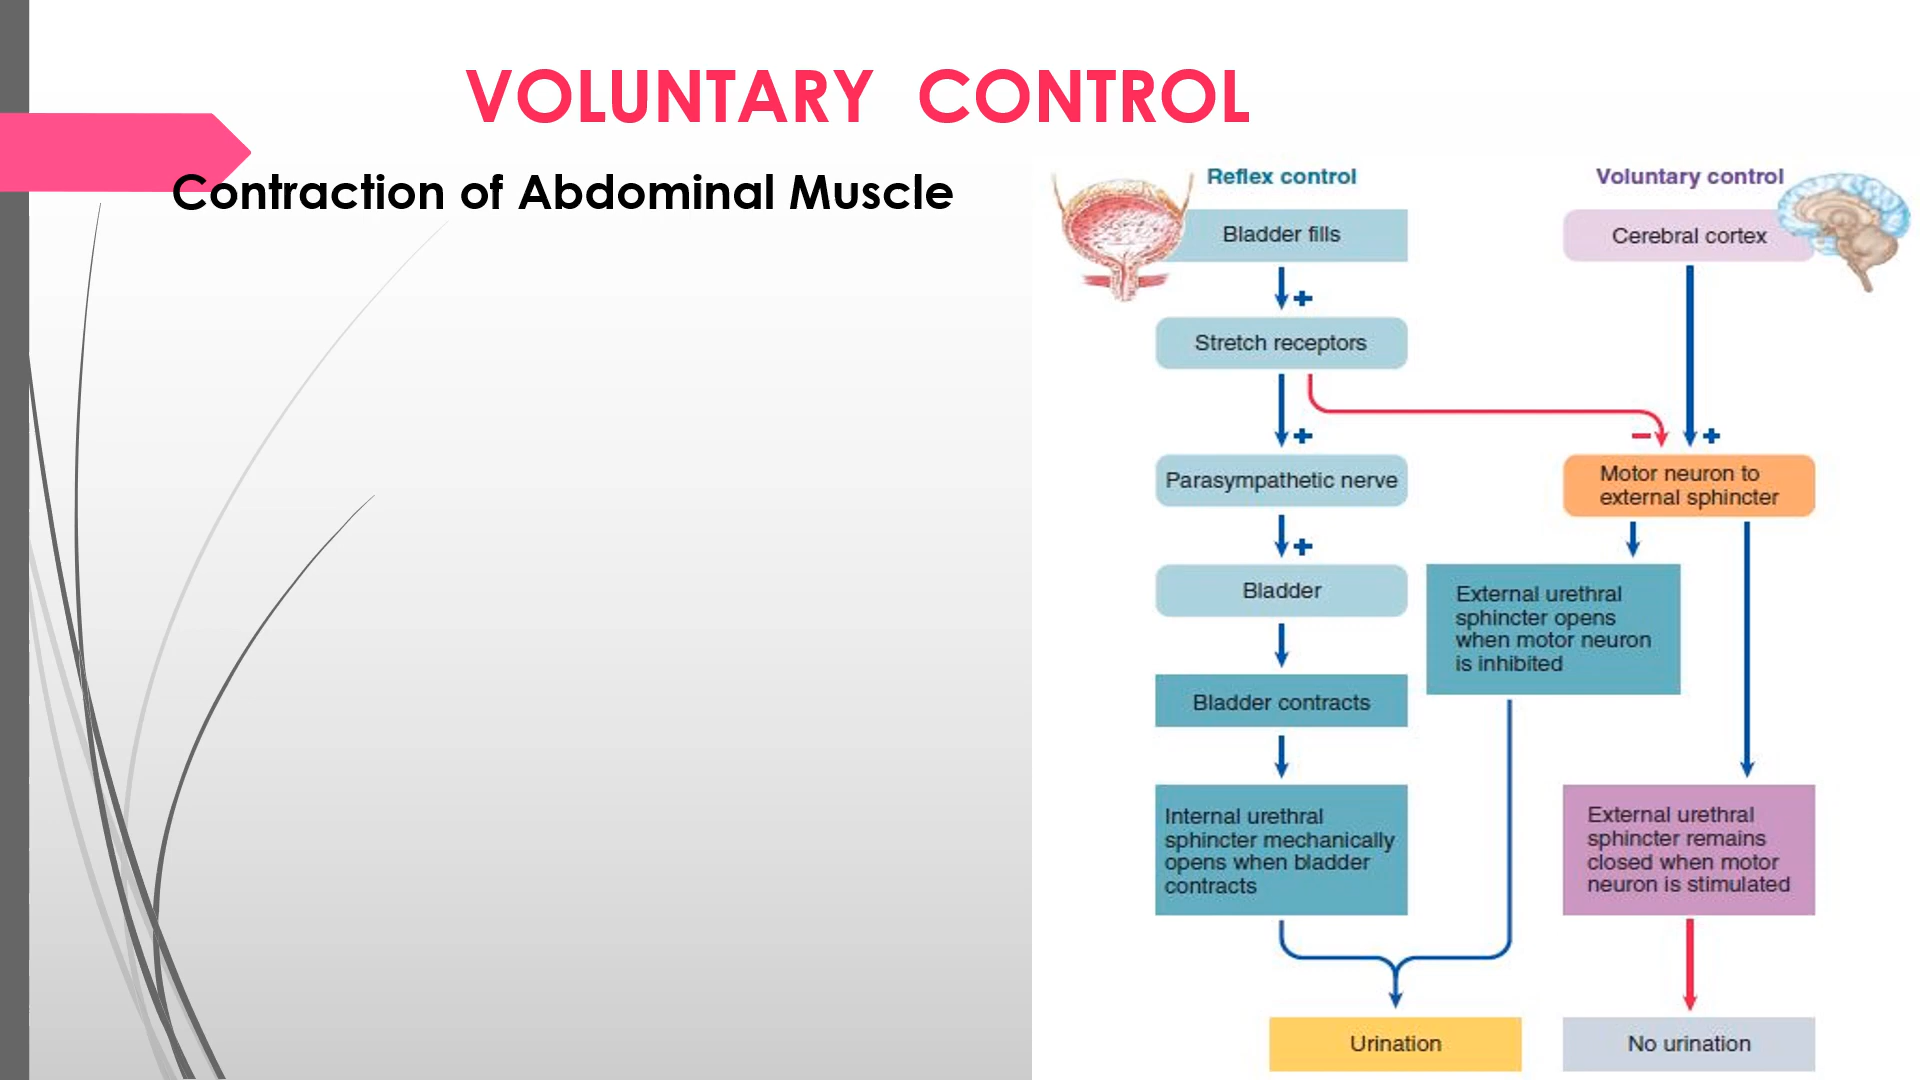 VOLUNTARY CONTROL
Contraction of Abdominal Muscle
Reflex control
Bladder fills
+
Stretch receptors
+
Parasympathetic nerve
+
Bladder
Bladder contracts
Internal urethral
sphincter mechanically
opens when bladder
contracts
Voluntary control
Cerebral cortex
– +
Motor neuron to
external sphincter
External urethral
sphincter opens
when motor neuron
is inhibited
External urethral
sphincter remains
closed when motor
neuron is stimulated
Urination
No urination